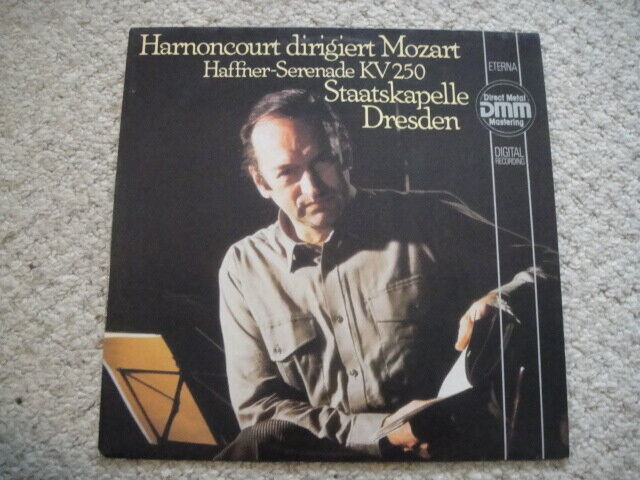 Harnoncourt dirigiert Mozart
Haffner-Serenade KV 250
Staatskapelle
Dresden
ETERNA
Direct Metal
DMM
Mastering
DIGITAL
RECORDING